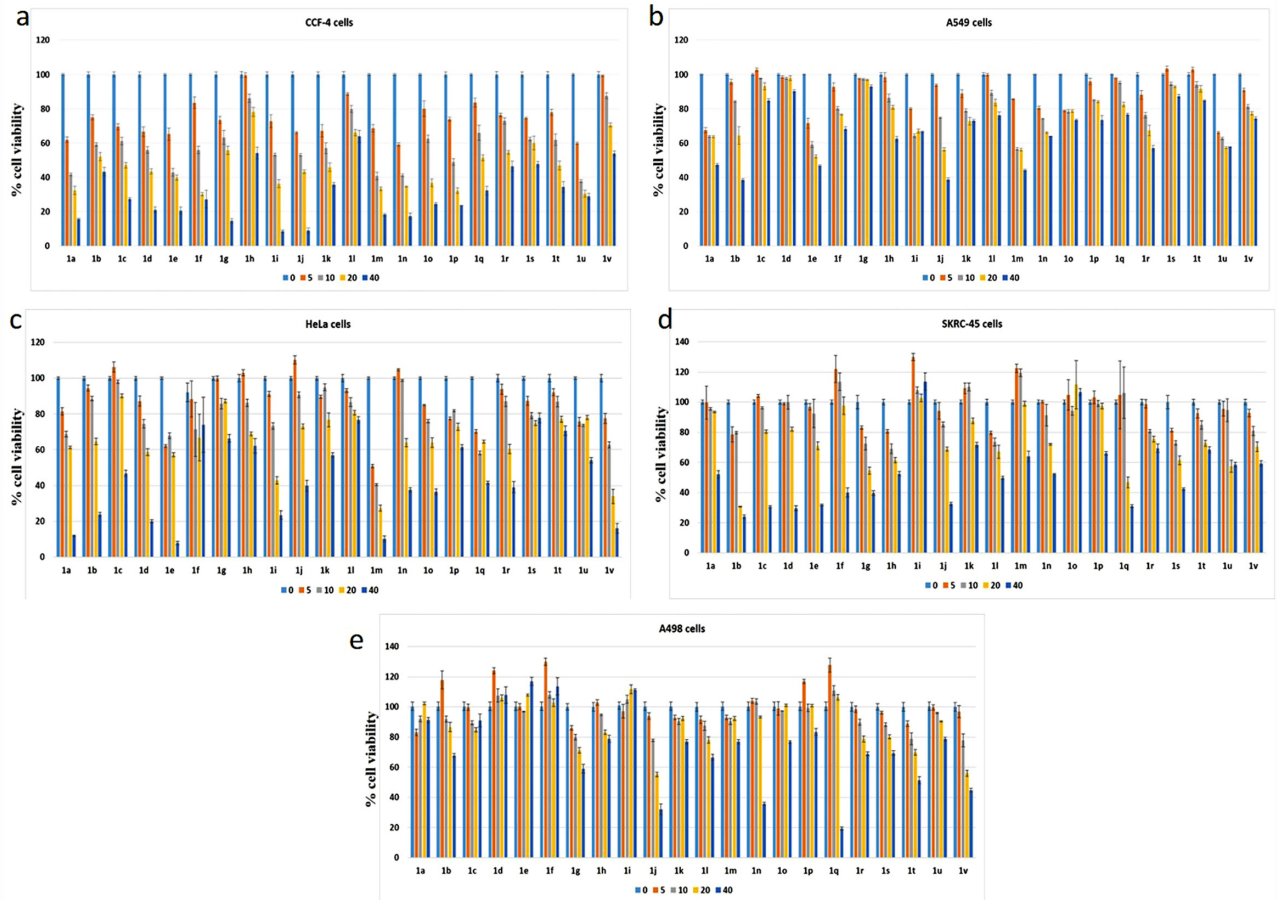 a
CCF-4 cells
% cell viability
120
100
80
60
40
20
0
1a 1b 1c 1d 1e 1f 1g 1h 1i 1j 1k 1l 1m 1n 1o 1p 1q 1r 1s 1t 1u 1v
0 5 10 20 40
b
A549 cells
% cell viability
120
100
80
60
40
20
0
1a 1b 1c 1d 1e 1f 1g 1h 1i 1j 1k 1l 1m 1n 1o 1p 1q 1r 1s 1t 1u 1v
0 5 10 20 40
c
HeLa cells
% cell viability
120
100
80
60
40
20
0
1a 1b 1c 1d 1e 1f 1g 1h 1i 1j 1k 1l 1m 1n 1o 1p 1q 1r 1s 1t 1u 1v
0 5 10 20 40
d
SKRC-45 cells
% cell viability
140
120
100
80
60
40
20
0
1a 1b 1c 1d 1e 1f 1g 1h 1i 1j 1k 1l 1m 1n 1o 1p 1q 1r 1s 1t 1u 1v
0 5 10 20 40
e
A498 cells
% cell viability
140
120
100
80
60
40
20
0
1a 1b 1c 1d 1e 1f 1g 1h 1i 1j 1k 1l 1m 1n 1o 1p 1q 1r 1s 1t 1u 1v
0 5 10 20 40